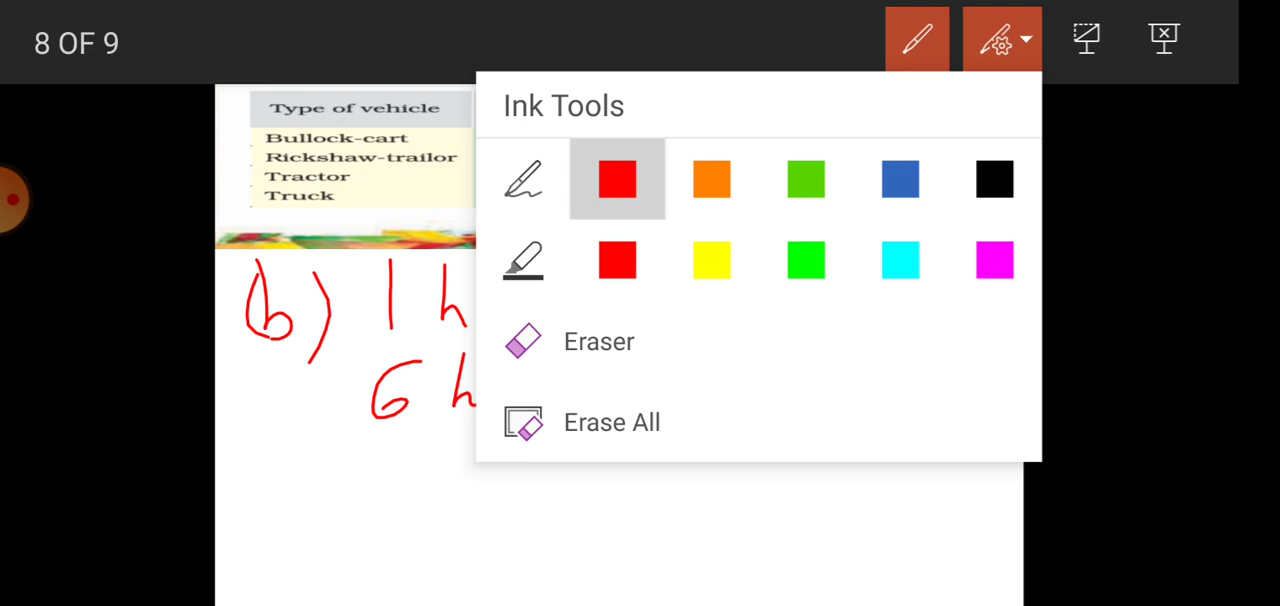 8 OF 9
Ink Tools
Type of vehicle
Bullock-cart
Rickshaw-trailor
Tractor
Truck
(b) 1 h
6 h
Eraser
Erase All